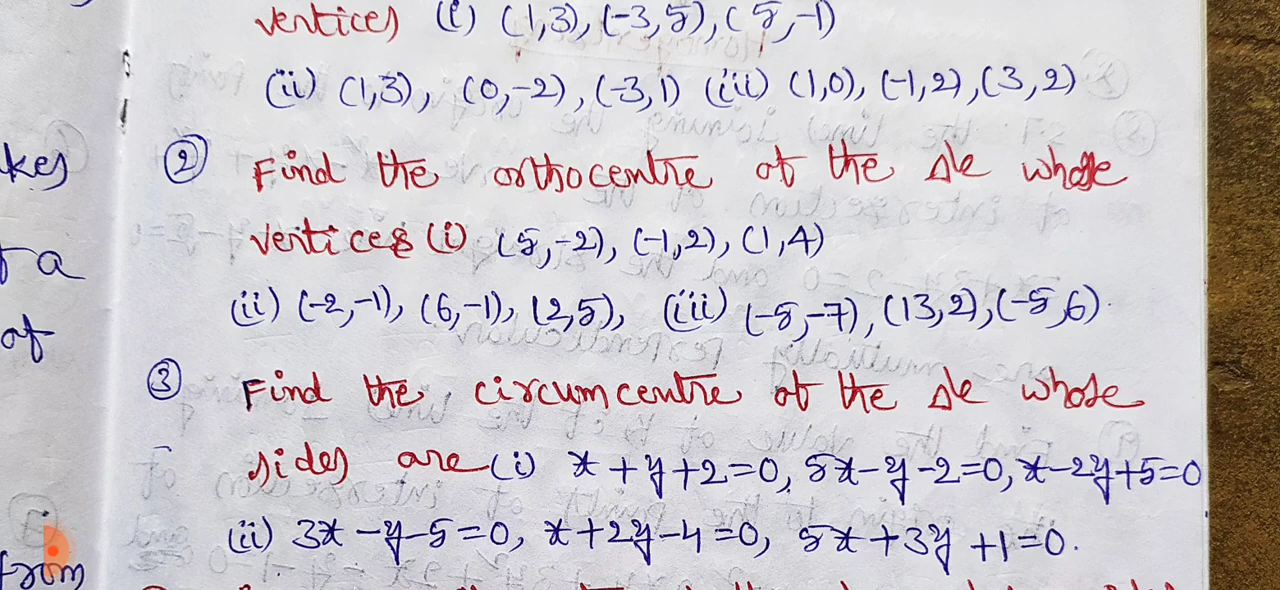 vertices (i) (1,3), (-3,5), (5,-1)
(ii) (1,3), (0,-2), (-3,1) (iii) (1,0), (-1,2), (3,2)
kes
② Find the orthocentre of the Δle whose
vertices (i) (5,-2), (-1,2), (1,4)
a
(ii) (-2,-1), (6,-1), (2,5), (iii) (-5,-7), (13,2), (-5,6).
of
③ Find the circumcentre of the Δle whose
sides are (i) x+y+2=0, 5x-y-2=0, x-2y+5=0
(ii) 3x-y-5=0, x+2y-4=0, 5x+3y+1=0.
from